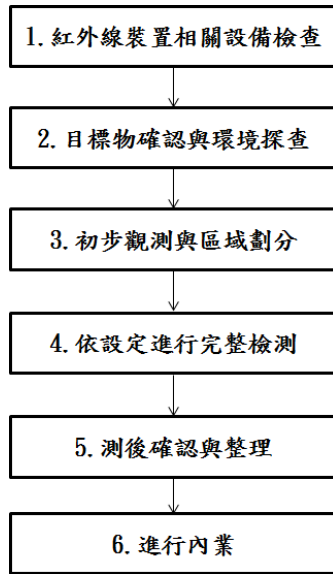 1. 紅外線裝置相關設備檢查
2. 目標物確認與環境探查
3. 初步觀測與區域劃分
4. 依設定進行完整檢測
5. 測後確認與整理
6. 進行內業